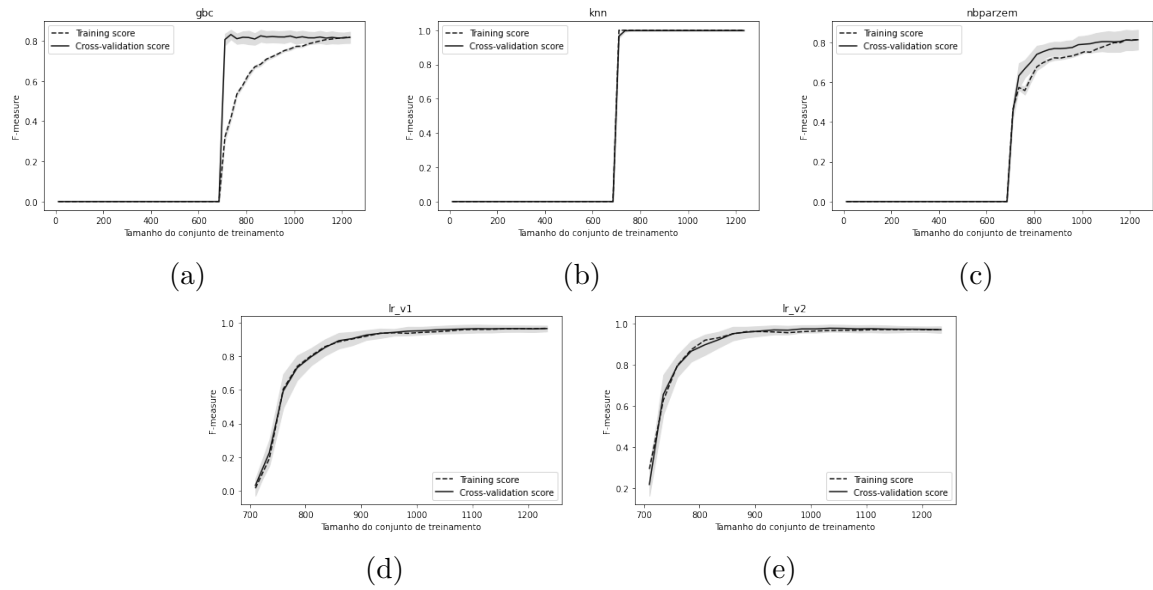 gbc
Training score
Cross-validation score
0.8
0.6
0.4
0.2
0.0
F-measure
0 200 400 600 800 1000 1200
Tamanho do conjunto de treinamento
(a)
knn
Training score
Cross-validation score
1.0
0.8
0.6
0.4
0.2
0.0
F-measure
0 200 400 600 800 1000 1200
Tamanho do conjunto de treinamento
(b)
nbparzem
Training score
Cross-validation score
0.8
0.6
0.4
0.2
0.0
F-measure
0 200 400 600 800 1000 1200
Tamanho do conjunto de treinamento
(c)
lr_v1
1.0
0.8
0.6
0.4
0.2
0.0
F-measure
Training score
Cross-validation score
700 800 900 1000 1100 1200
Tamanho do conjunto de treinamento
(d)
lr_v2
1.0
0.8
0.6
0.4
0.2
F-measure
Training score
Cross-validation score
700 800 900 1000 1100 1200
Tamanho do conjunto de treinamento
(e)